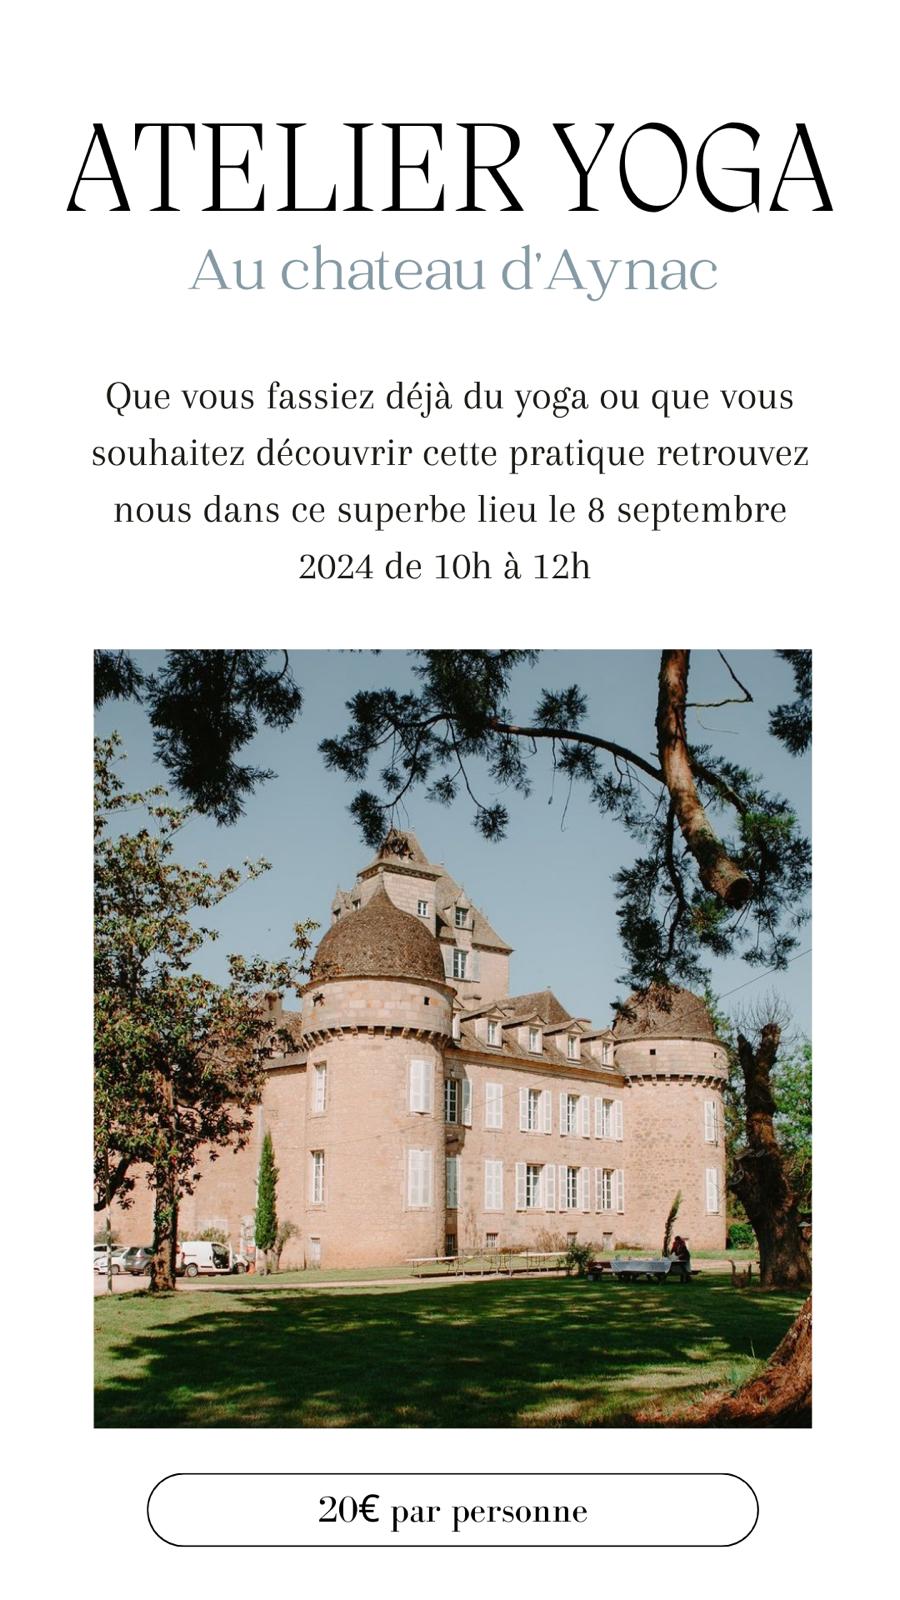 ATELIER YOGA
Au chateau d'Aynac
Que vous fassiez déjà du yoga ou que vous
souhaitez découvrir cette pratique retrouvez
nous dans ce superbe lieu le 8 septembre
2024 de 10h à 12h
20€ par personne